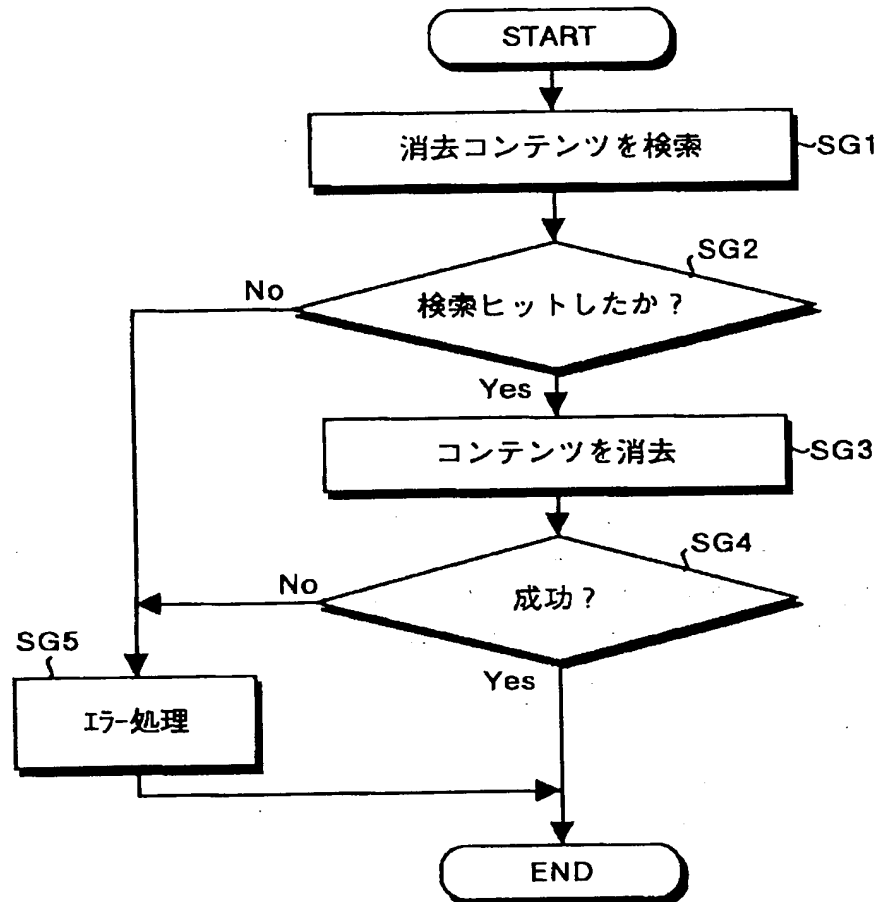 START
消去コンテンツを検索
SG1
SG2
検索ヒットしたか？
No
Yes
コンテンツを消去
SG3
SG4
成功？
No
Yes
SG5
エラー処理
END